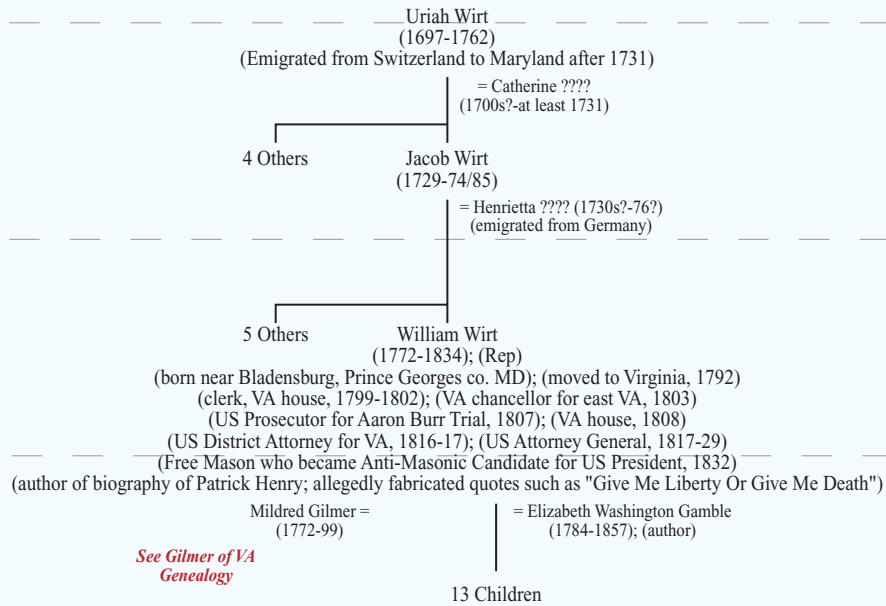 Uriah Wirt
(1697-1762)
(Emigrated from Switzerland to Maryland after 1731)
= Catherine ????
(1700s?-at least 1731)
4 Others
Jacob Wirt
(1729-74/85)
= Henrietta ???? (1730s?-76?)
(emigrated from Germany)
5 Others
William Wirt
(1772-1834); (Rep)
(born near Bladensburg, Prince Georges co. MD); (moved to Virginia, 1792)
(clerk, VA house, 1799-1802); (VA chancellor for east VA, 1803)
(US Prosecutor for Aaron Burr Trial, 1807); (VA house, 1808)
(US District Attorney for VA, 1816-17); (US Attorney General, 1817-29)
(Free Mason who became Anti-Masonic Candidate for US President, 1832)
(author of biography of Patrick Henry; allegedly fabricated quotes such as "Give Me Liberty Or Give Me Death")
Mildred Gilmer =
(1772-99)
= Elizabeth Washington Gamble
(1784-1857); (author)
See Gilmer of VA
Genealogy
13 Children